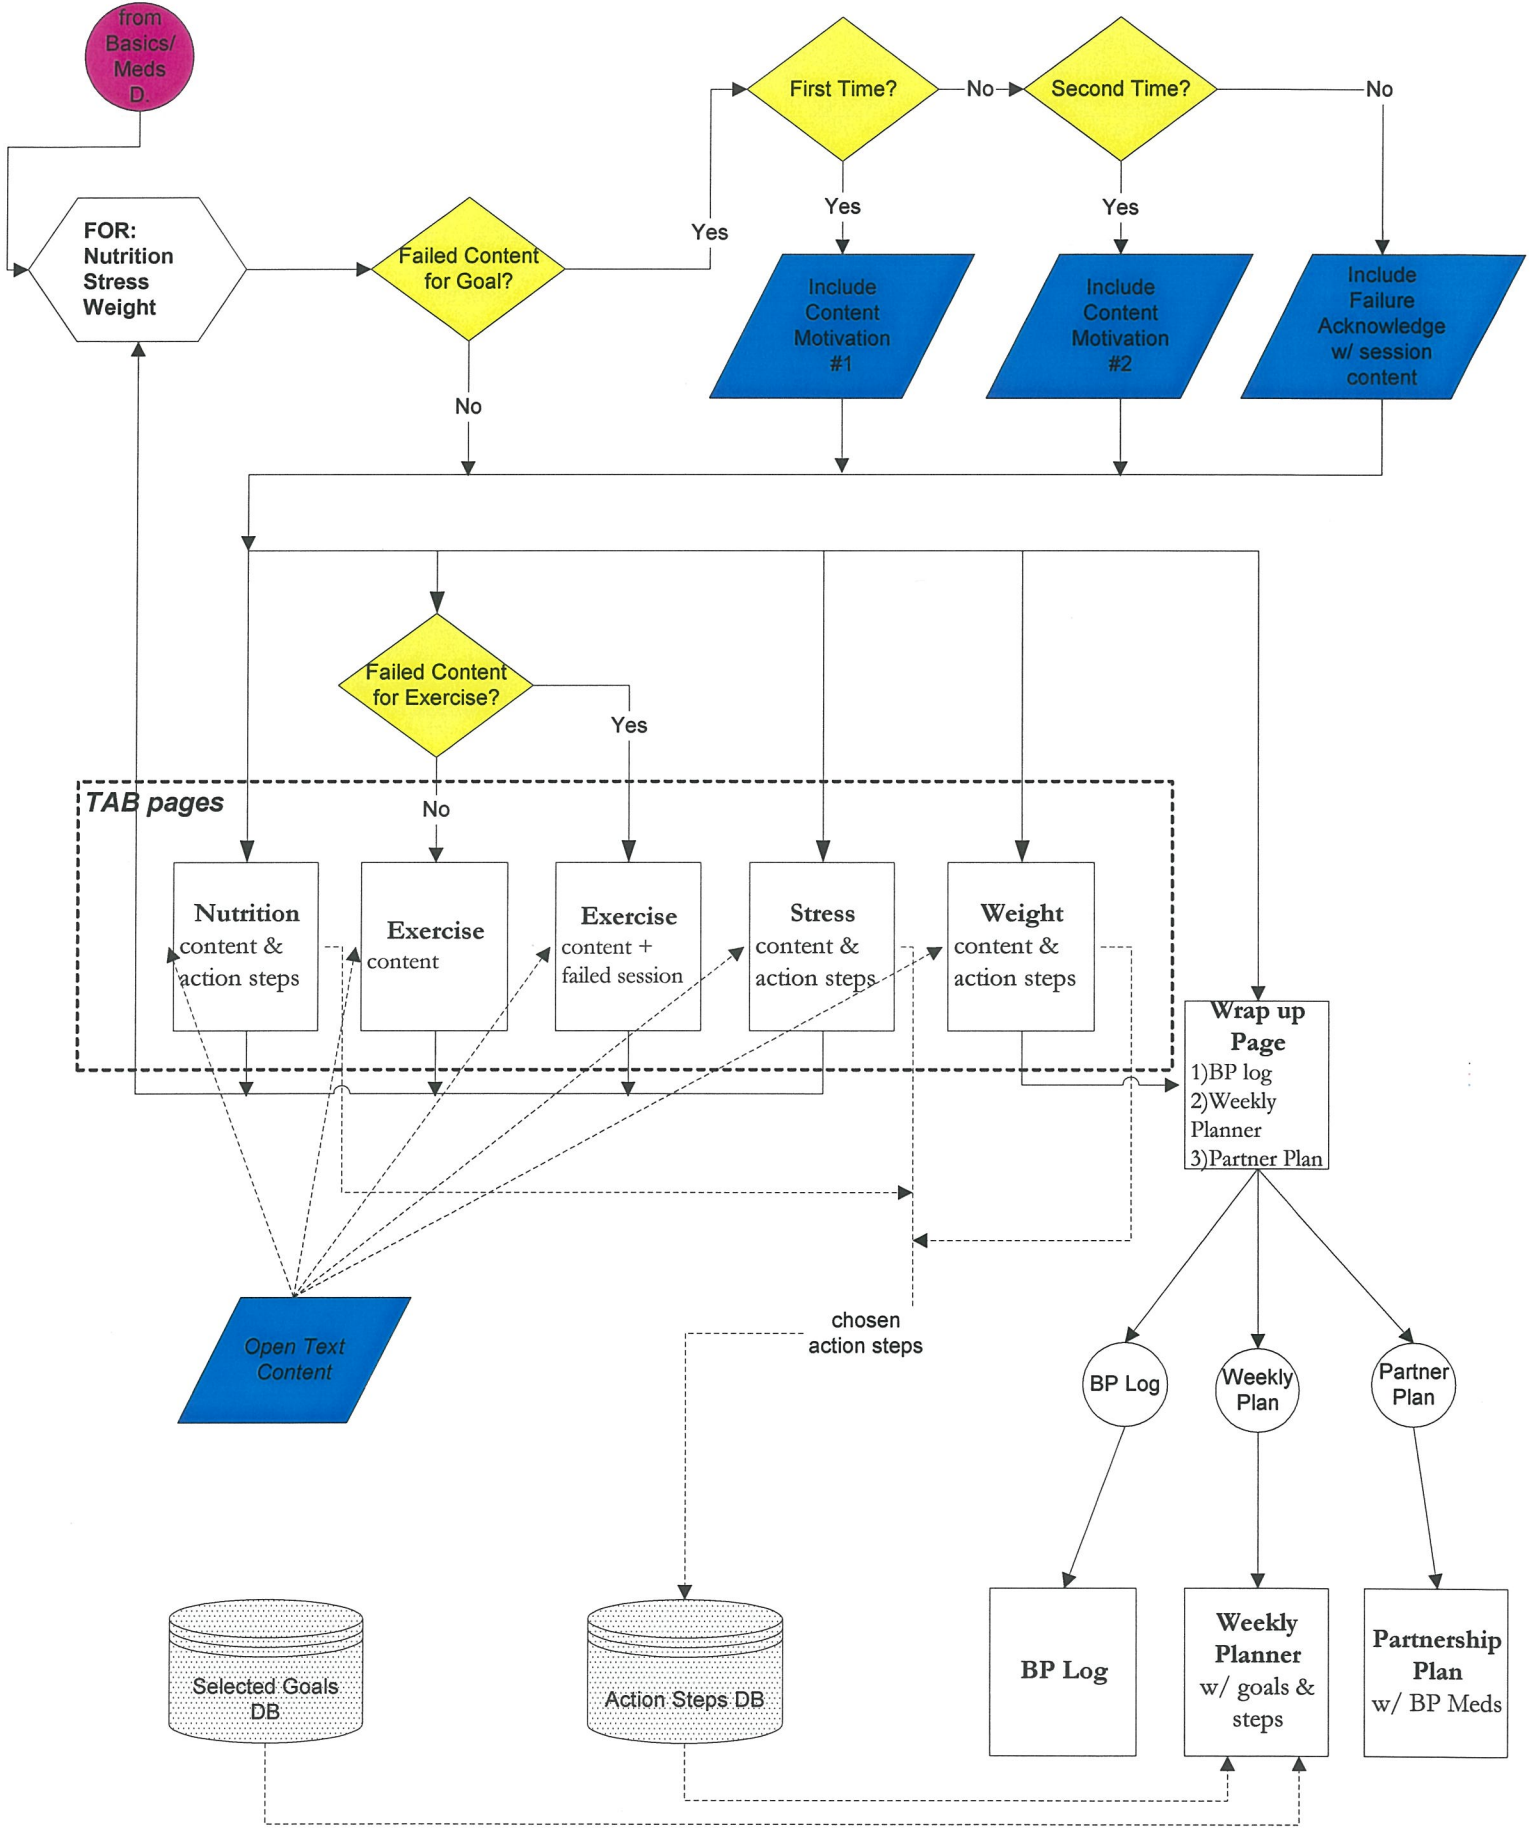 from
Basics/
Meds
D.
First Time?
No
Second Time?
No
Yes
Yes
Yes
FOR:
Nutrition
Stress
Weight
Failed Content
for Goal?
No
Include
Content
Motivation
#1
Include
Content
Motivation
#2
Include
Failure
Acknowledge
w/ session
content
Failed Content
for Exercise?
Yes
No
TAB pages
Nutrition
content &
action steps
Exercise
content
Exercise
content +
failed session
Stress
content &
action steps
Weight
content &
action steps
Wrap up
Page
1)BP log
2)Weekly
Planner
3)Partner Plan
Open Text
Content
chosen
action steps
BP Log
Weekly
Plan
Partner
Plan
Selected Goals
DB
Action Steps DB
BP Log
Weekly
Planner
w/ goals &
steps
Partnership
Plan
w/ BP Meds